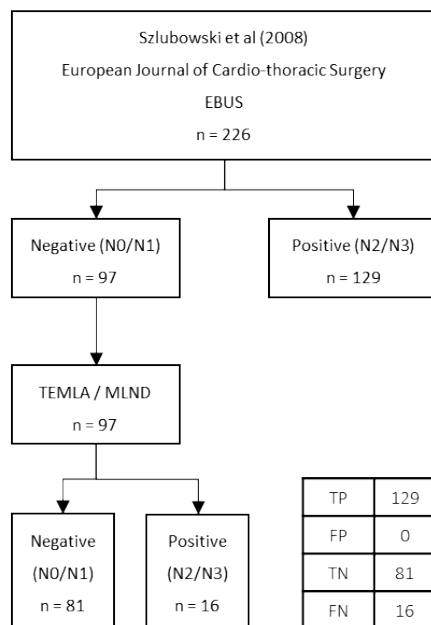 Szlubowski et al (2008)
European Journal of Cardio-thoracic Surgery
EBUS
n = 226
Negative (N0/N1)
n = 97
Positive (N2/N3)
n = 129
TEMLA / MLND
n = 97
Negative
(N0/N1)
n = 81
Positive
(N2/N3)
n = 16
TP 129
FP 0
TN 81
FN 16